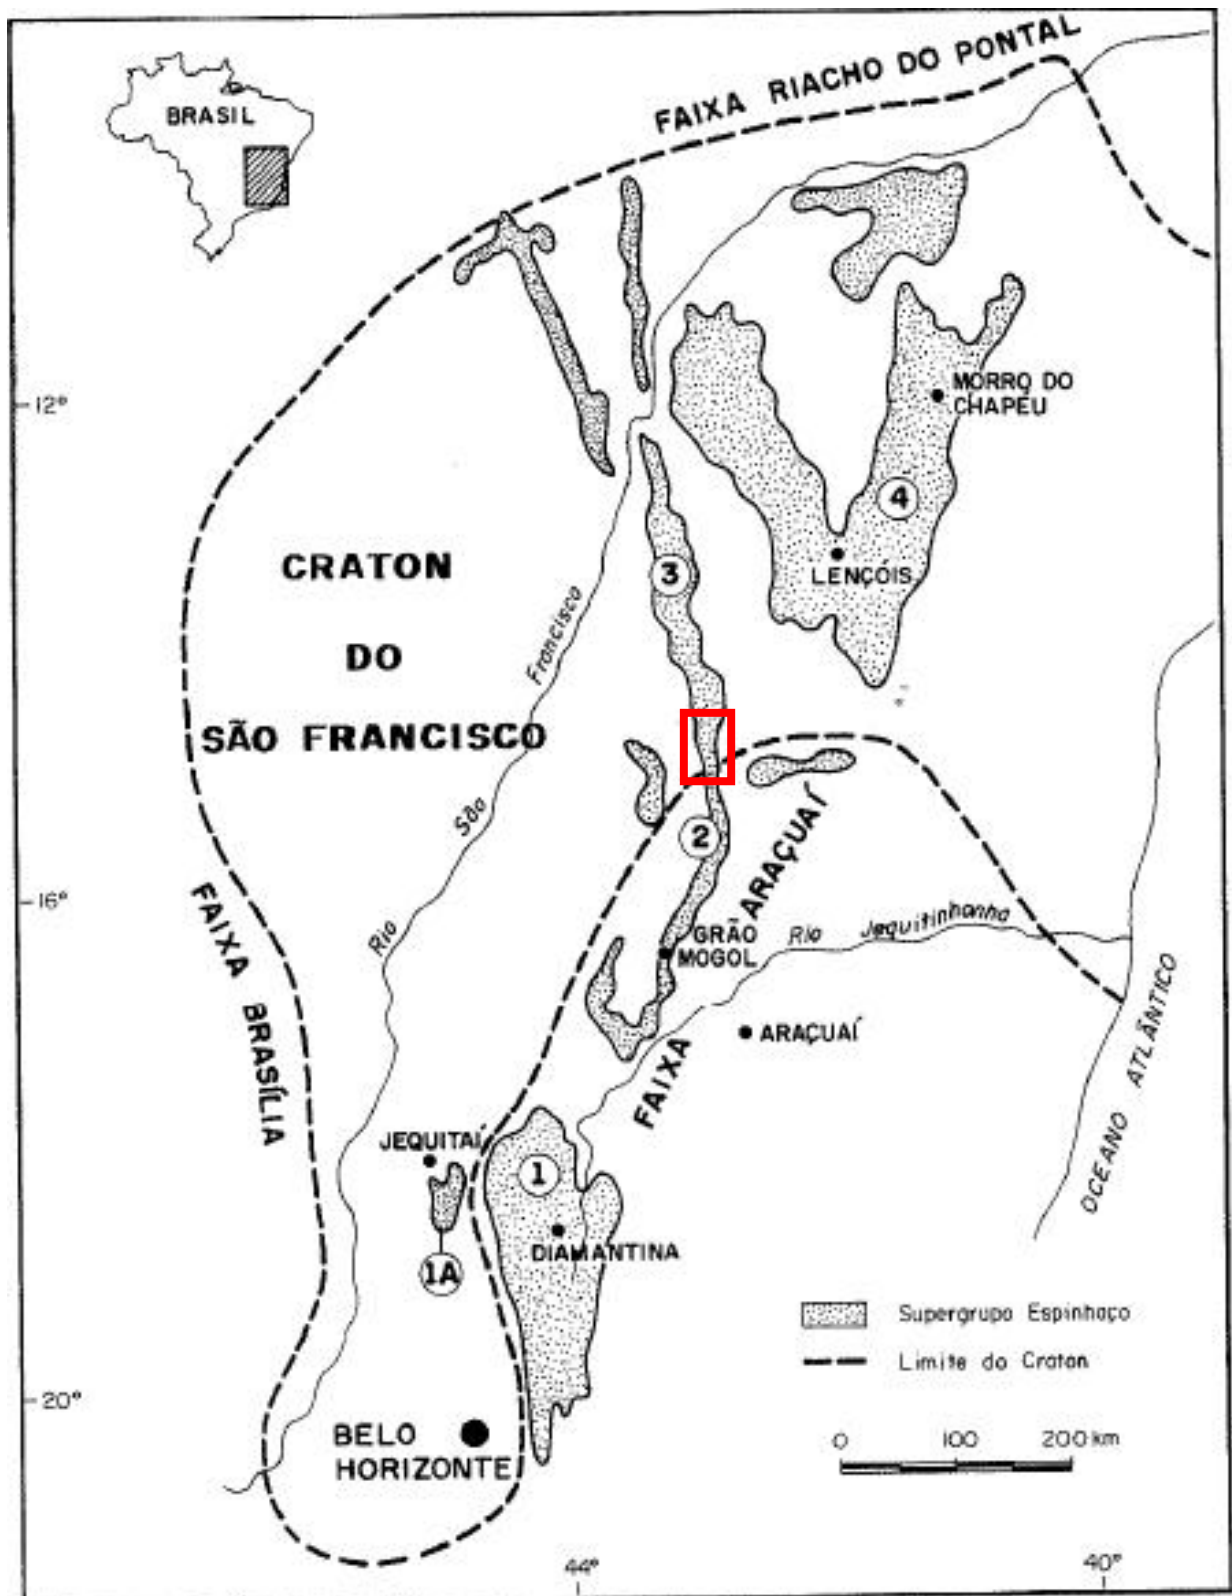 FAIXA RIACHO DO PONTAL
BRASIL
12°
MORRO DO
CHAPÉU
4
CRATON
DO
SÃO FRANCISCO
3
LENÇÓIS
Rio São Francisco
2
FAIXA ARAÇUAÍ
16°
GRÃO
MOGOL
Rio Jequitinhonha
FAIXA BRASÍLIA
ARAÇUAÍ
OCEANO ATLÂNTICO
JEQUITAÍ
1
DIAMANTINA
1A
Supergrupo Espinhaço
Limite do Craton
20°
BELO
HORIZONTE
0 100 200 km
44° 40°